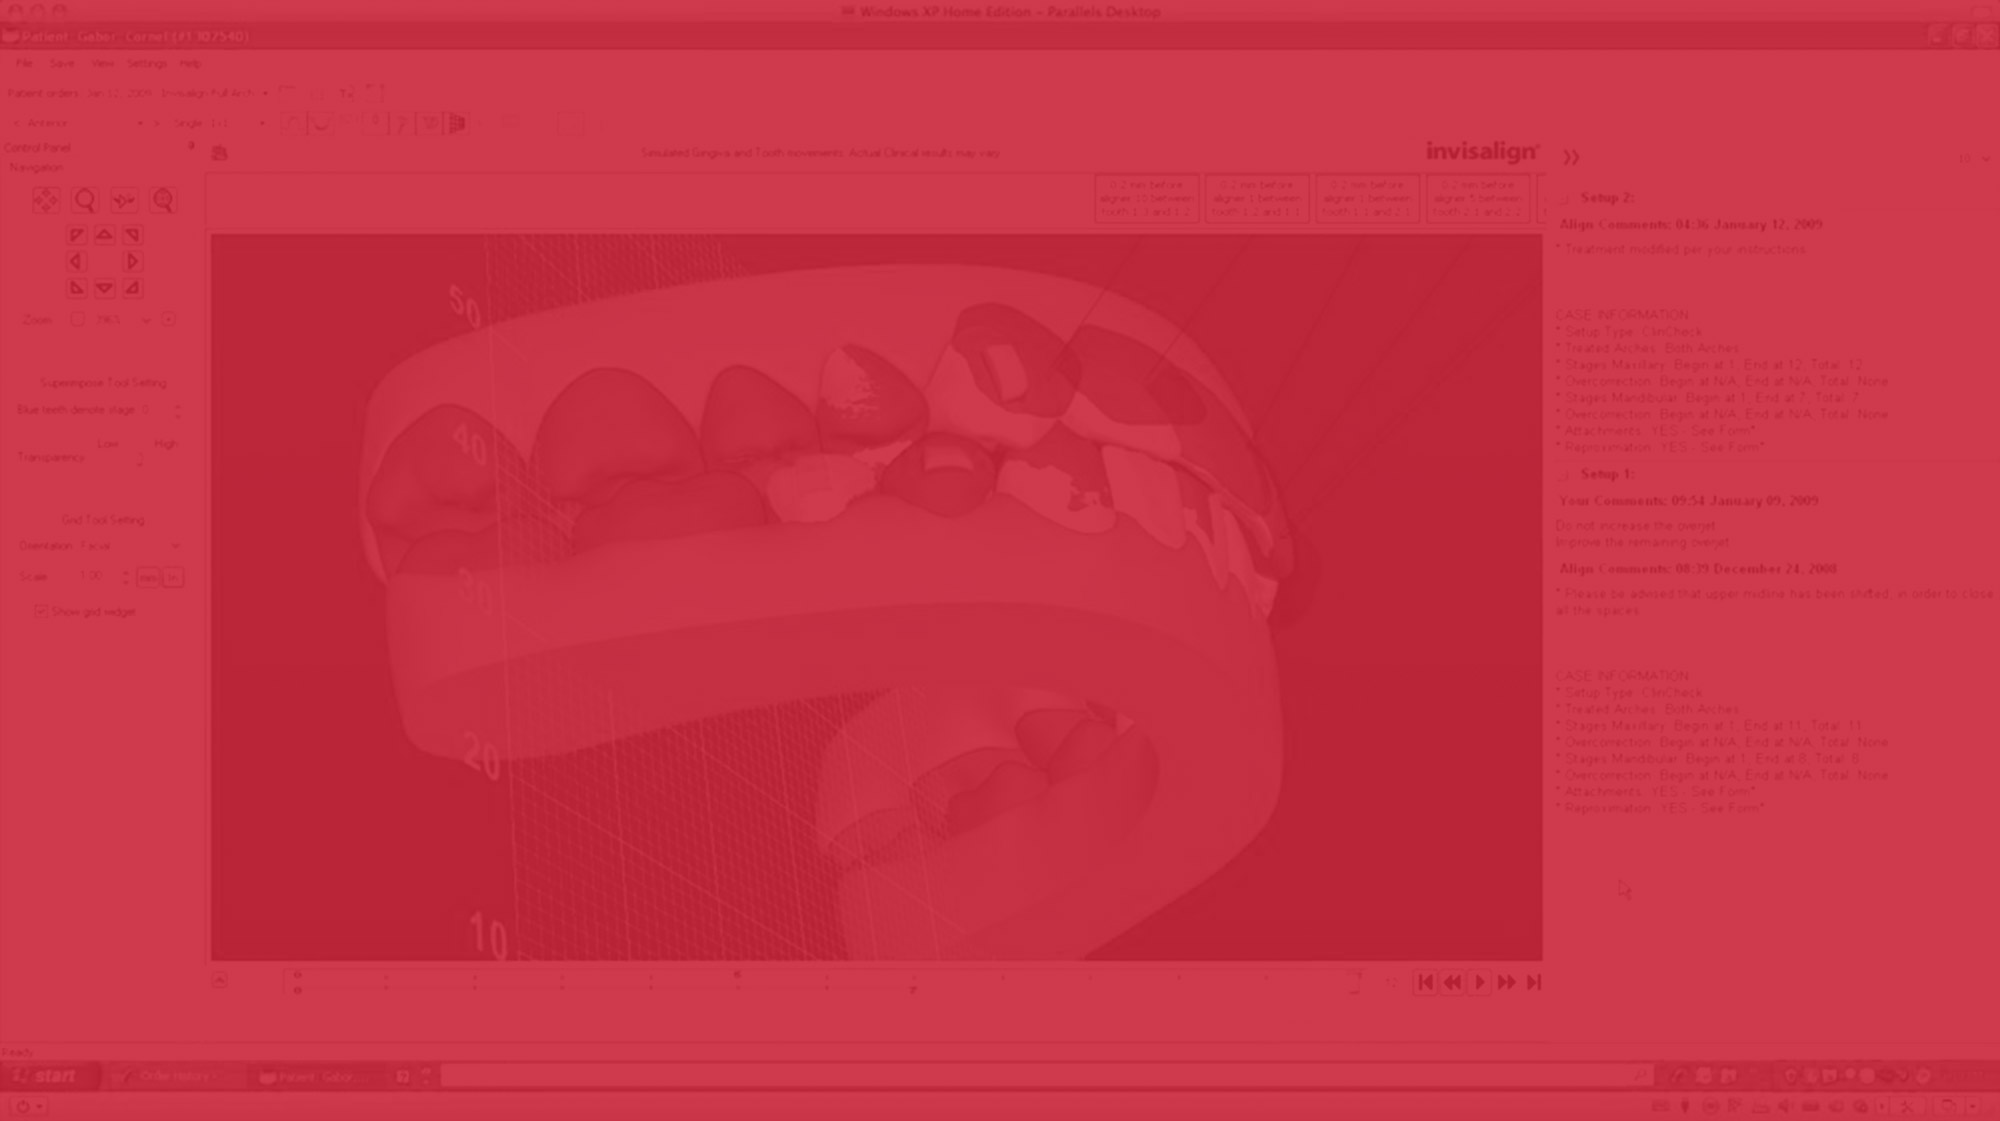 Windows XP Home Edition – Parallels Desktop
Patient: Gabor, Cornel (#1307540)
File Save View Settings Help
Patient orders: Jan 12, 2009 Invisalign Full Arch
< Anterior > Single 1x1
Control Panel
Navigation
Simulated Gingiva and Tooth movements. Actual Clinical results may vary
invisalign
0.2 mm before
aligner 10 between
tooth 1.3 and 1.2
0.2 mm before
aligner 1 between
tooth 1.2 and 1.1
0.2 mm before
between
tooth 1.1 and 2.1
0.2 mm before
aligner 5 between
tooth 2.1 and 2.2
Zoom
Superimpose Tool Setting
Blue teeth denote stage 0
Low High
Transparency
Grid Tool Setting
Orientation Facial
Scale 1.00 mm in
Show grid widget
50
40
30
20
10
Setup 2:
Align Comments: 04:36 January 12, 2009
* Treatment modified per your instructions
CASE INFORMATION:
* Setup Type: ClinCheck
* Treated Arches: Both Arches
* Stages Maxillary: Begin at 1, End at 12, Total: 12
* Overcorrection: Begin at N/A, End at N/A, Total: None
* Stages Mandibular: Begin at 1, End at 7, Total: 7
* Overcorrection: Begin at N/A, End at N/A, Total: None
* Attachments: YES - See Form*
* Reproximation: YES - See Form*
Setup 1:
Your Comments: 09:54 January 09, 2009
Do not increase the overjet
Improve the remaining overjet
Align Comments: 08:39 December 24, 2008
* Please be advised that upper midline has been shifted, in order to close
all the spaces
CASE INFORMATION:
* Setup Type: ClinCheck
* Treated Arches: Both Arches
* Stages Maxillary: Begin at 1, End at 11, Total: 11
* Overcorrection: Begin at N/A, End at N/A, Total: None
* Stages Mandibular: Begin at 1, End at 8, Total: 8
* Overcorrection: Begin at N/A, End at N/A, Total: None
* Attachments: YES - See Form*
* Reproximation: YES - See Form*
Ready
start Order History Patient: Gabor,